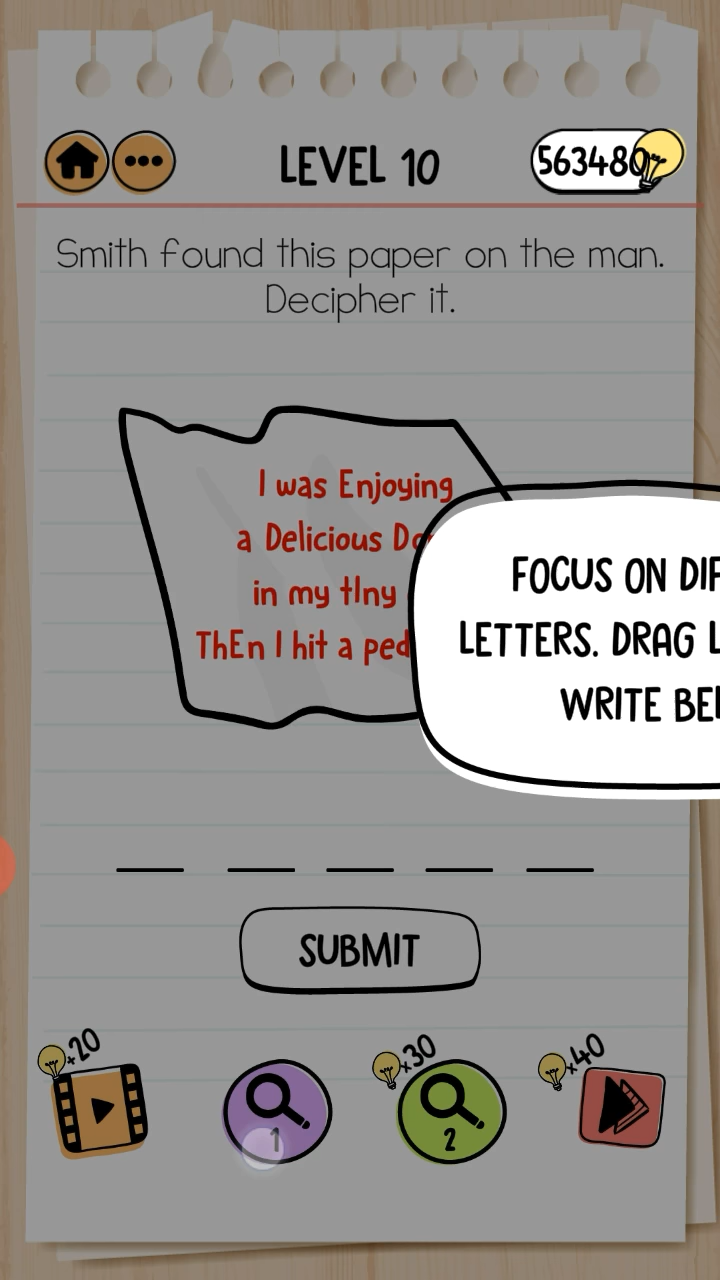 LEVEL 10
563480
Smith found this paper on the man.
Decipher it.
I was Enjoying
a Delicious
in my tIny
ThEn I hit a
FOCUS ON
LETTERS. DRAG
WRITE
SUBMIT
+20
1
x30
2
x40